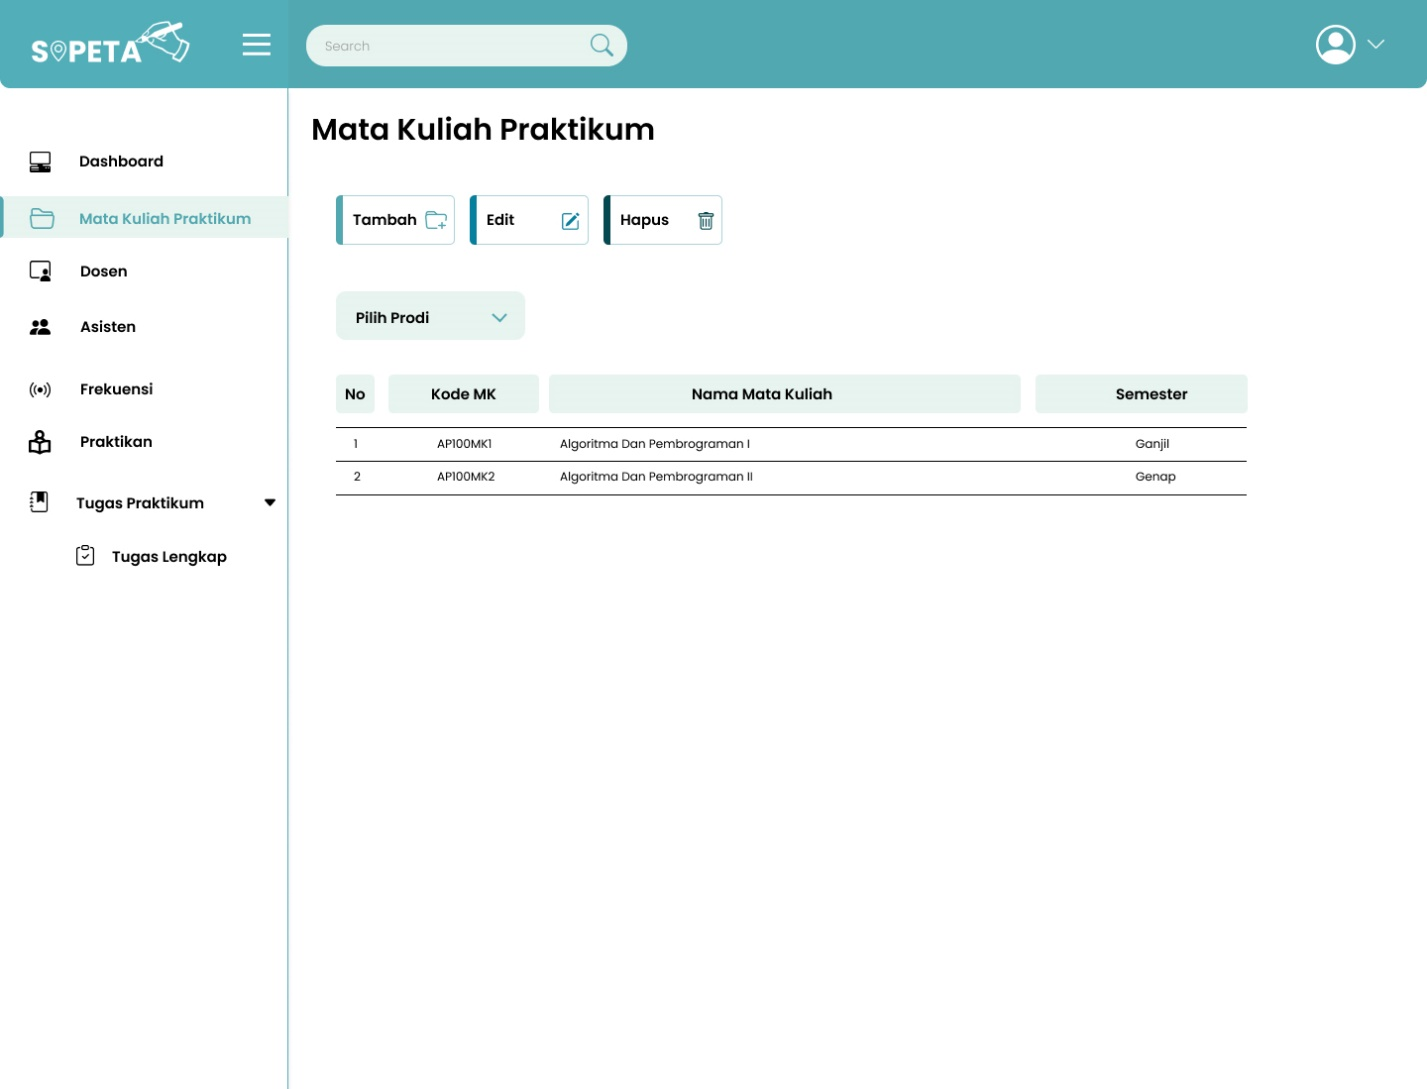 SOPETA
Search
Mata Kuliah Praktikum
Dashboard
Mata Kuliah Praktikum
Dosen
Asisten
Frekuensi
Praktikan
Tugas Praktikum
Tugas Lengkap
Tambah Edit Hapus
Pilih Prodi
No Kode MK Nama Mata Kuliah Semester
1 AP100MK1 Algoritma Dan Pembrograman I Ganjil
2 AP100MK2 Algoritma Dan Pembrograman II Genap